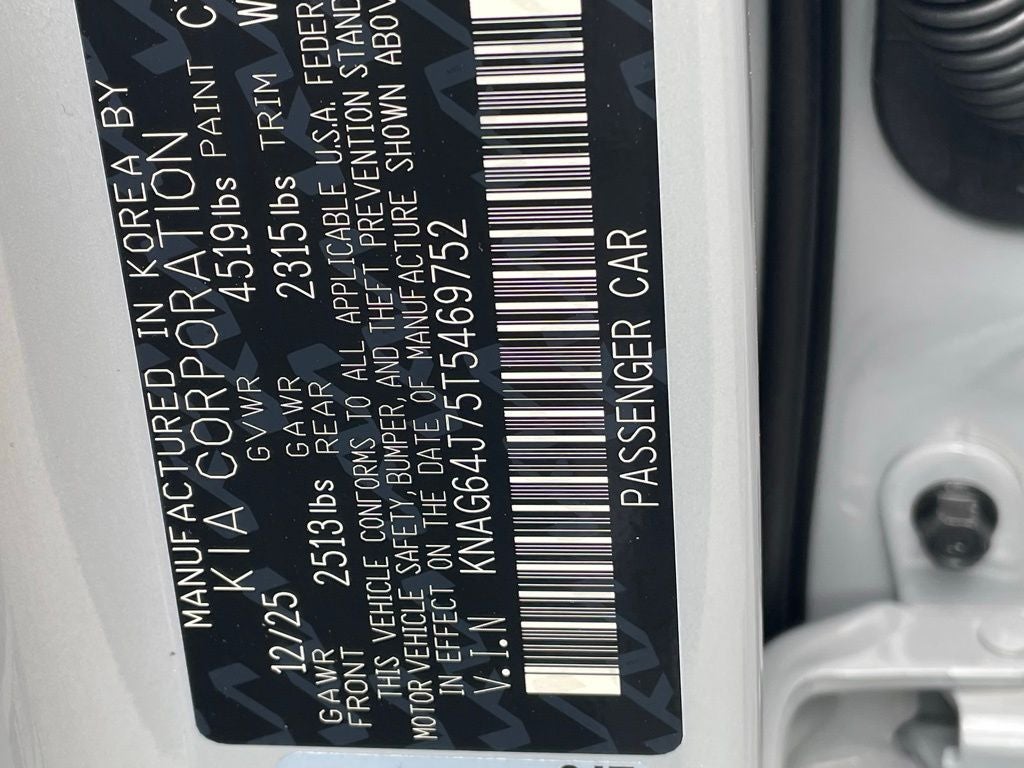 MANUFACTURED IN KOREA BY
KIA CORPORATION
12/25 GVWR 4519lbs PAINT
GAWR FRONT 2513lbs GAWR REAR 2315lbs TRIM
THIS VEHICLE CONFORMS TO ALL APPLICABLE U.S.A. FEDER
MOTOR VEHICLE SAFETY, BUMPER, AND THEFT PREVENTION STAND
IN EFFECT ON THE DATE OF MANUFACTURE SHOWN ABOV
V.I.N KNAG64J75T5469752
PASSENGER CAR